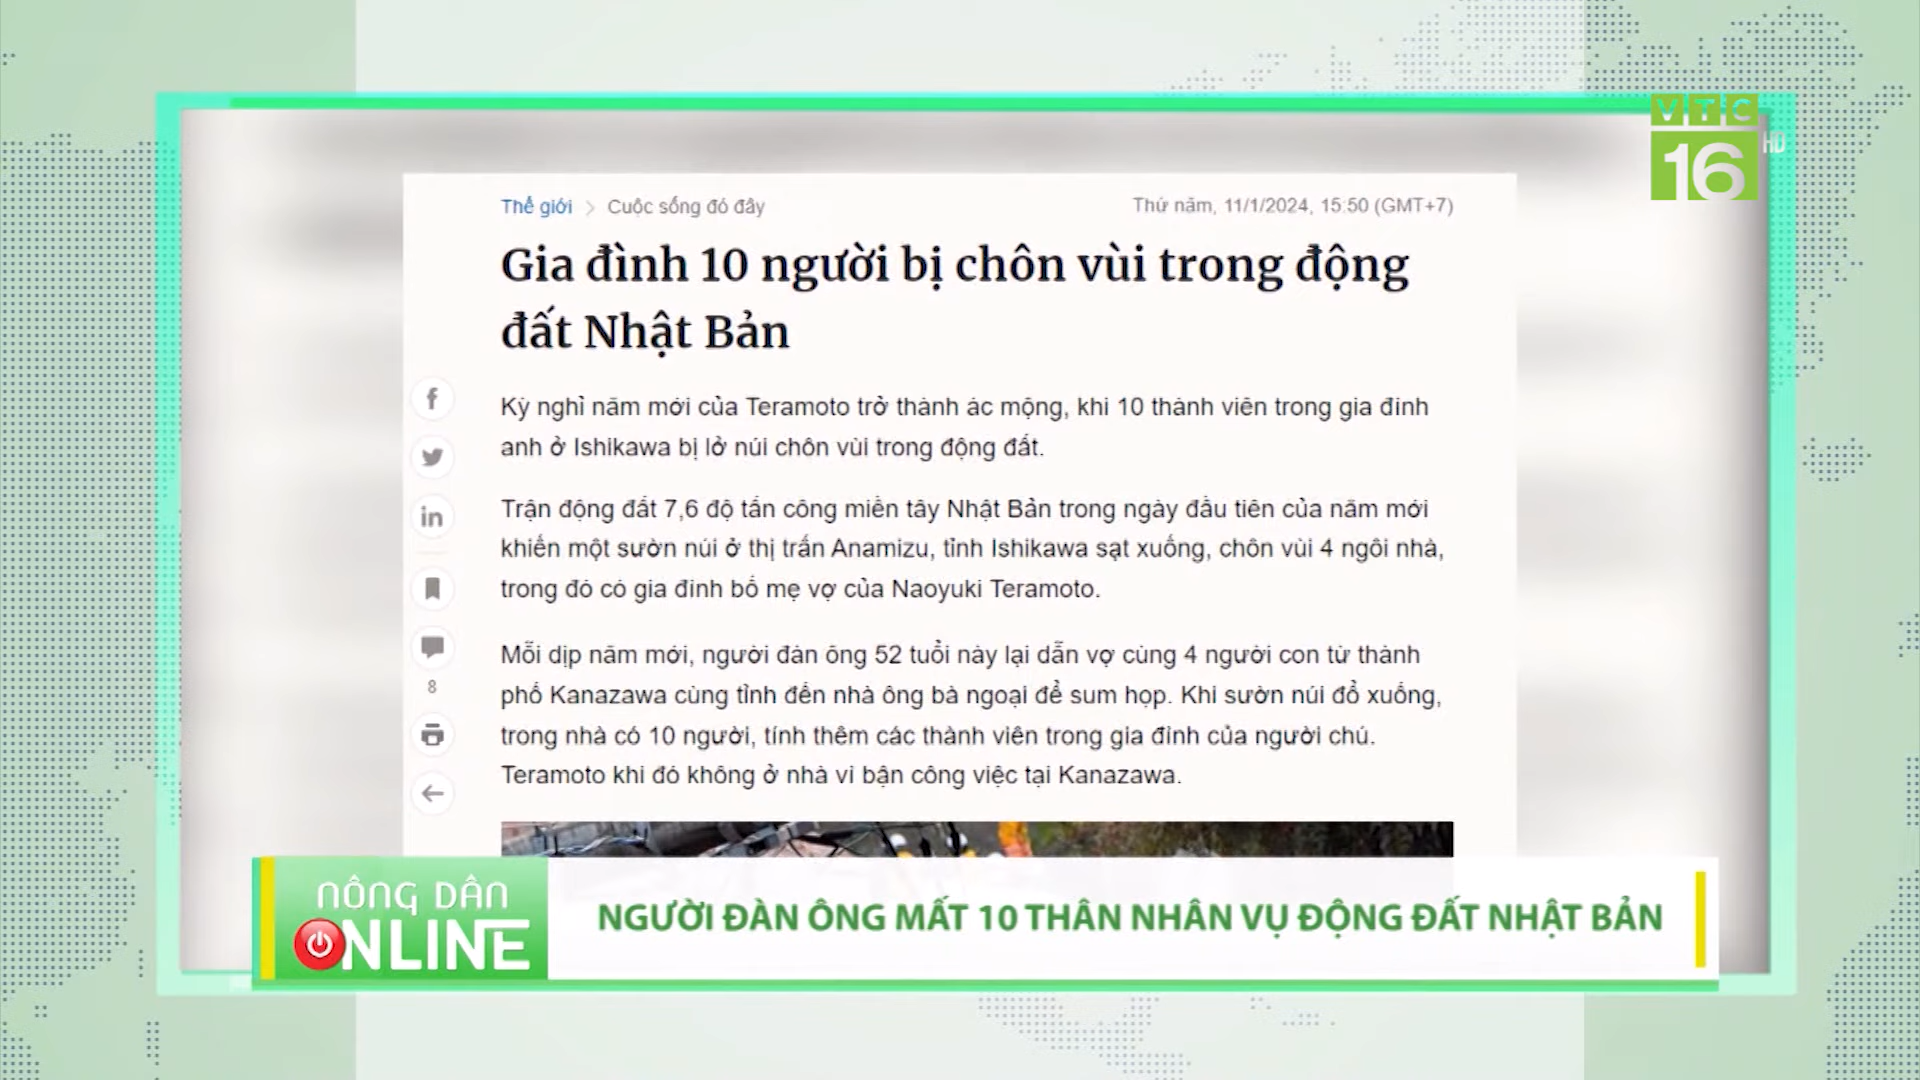 VTC
16
HD
Thế giới > Cuộc sống đó đây
Thứ năm, 11/1/2024, 15:50 (GMT+7)
Gia đình 10 người bị chôn vùi trong động
đất Nhật Bản
Kỳ nghỉ năm mới của Teramoto trở thành ác mộng, khi 10 thành viên trong gia đình
anh ở Ishikawa bị lở núi chôn vùi trong động đất.
Trận động đất 7,6 độ tấn công miền tây Nhật Bản trong ngày đầu tiên của năm mới
khiến một sườn núi ở thị trấn Anamizu, tỉnh Ishikawa sạt xuống, chôn vùi 4 ngôi nhà,
trong đó có gia đình bố mẹ vợ của Naoyuki Teramoto.
Mỗi dịp năm mới, người đàn ông 52 tuổi này lại dẫn vợ cùng 4 người con từ thành
phố Kanazawa cùng tỉnh đến nhà ông bà ngoại để sum họp. Khi sườn núi đổ xuống,
trong nhà có 10 người, tính thêm các thành viên trong gia đình của người chú.
Teramoto khi đó không ở nhà vì bận công việc tại Kanazawa.
8
NÔNG DÂN
ONLINE
NGƯỜI ĐÀN ÔNG MẤT 10 THÂN NHÂN VỤ ĐỘNG ĐẤT NHẬT BẢN